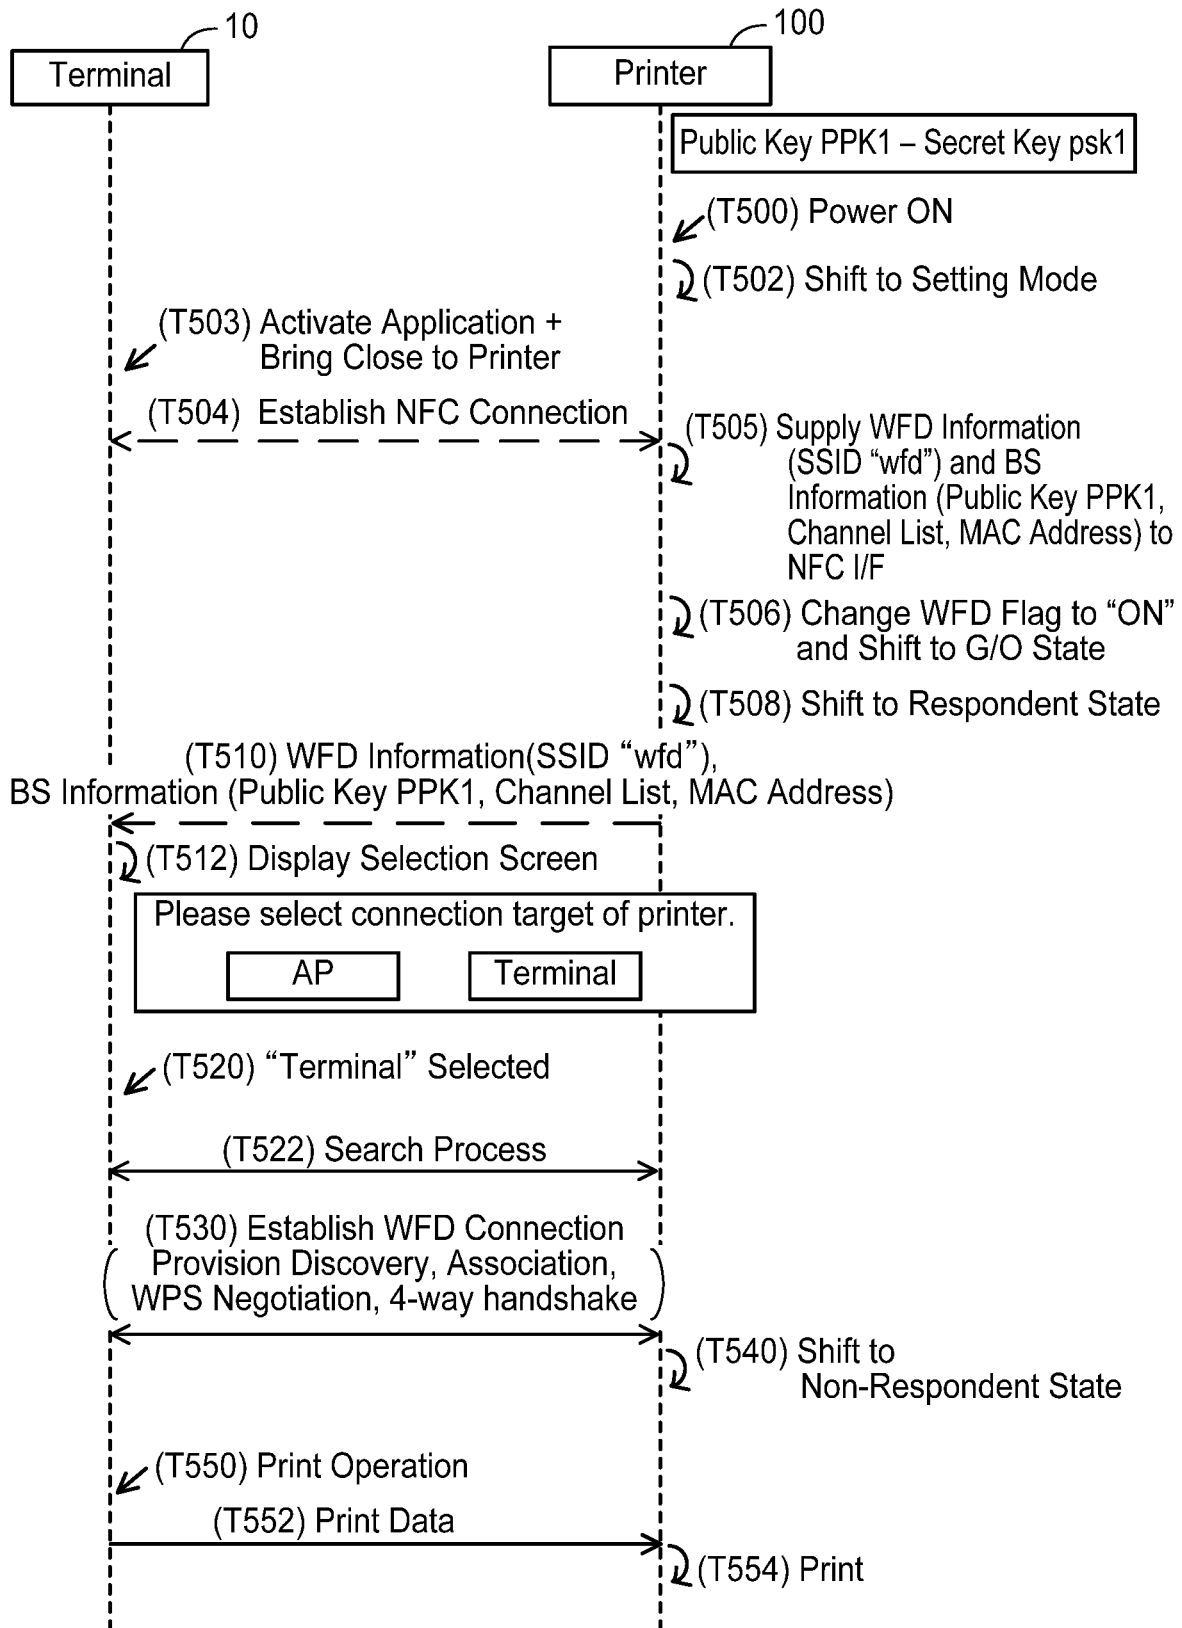 10
100
Terminal
Printer
Public Key PPK1 – Secret Key psk1
(T500) Power ON
(T502) Shift to Setting Mode
(T503) Activate Application +
Bring Close to Printer
(T504) Establish NFC Connection
(T505) Supply WFD Information
(SSID “wfd”) and BS
Information (Public Key PPK1,
Channel List, MAC Address) to
NFC I/F
(T506) Change WFD Flag to “ON”
and Shift to G/O State
(T508) Shift to Respondent State
(T510) WFD Information(SSID “wfd”),
BS Information (Public Key PPK1, Channel List, MAC Address)
(T512) Display Selection Screen
Please select connection target of printer.
AP
Terminal
(T520) “Terminal” Selected
(T522) Search Process
(T530) Establish WFD Connection
Provision Discovery, Association,
WPS Negotiation, 4-way handshake
(T540) Shift to
Non-Respondent State
(T550) Print Operation
(T552) Print Data
(T554) Print